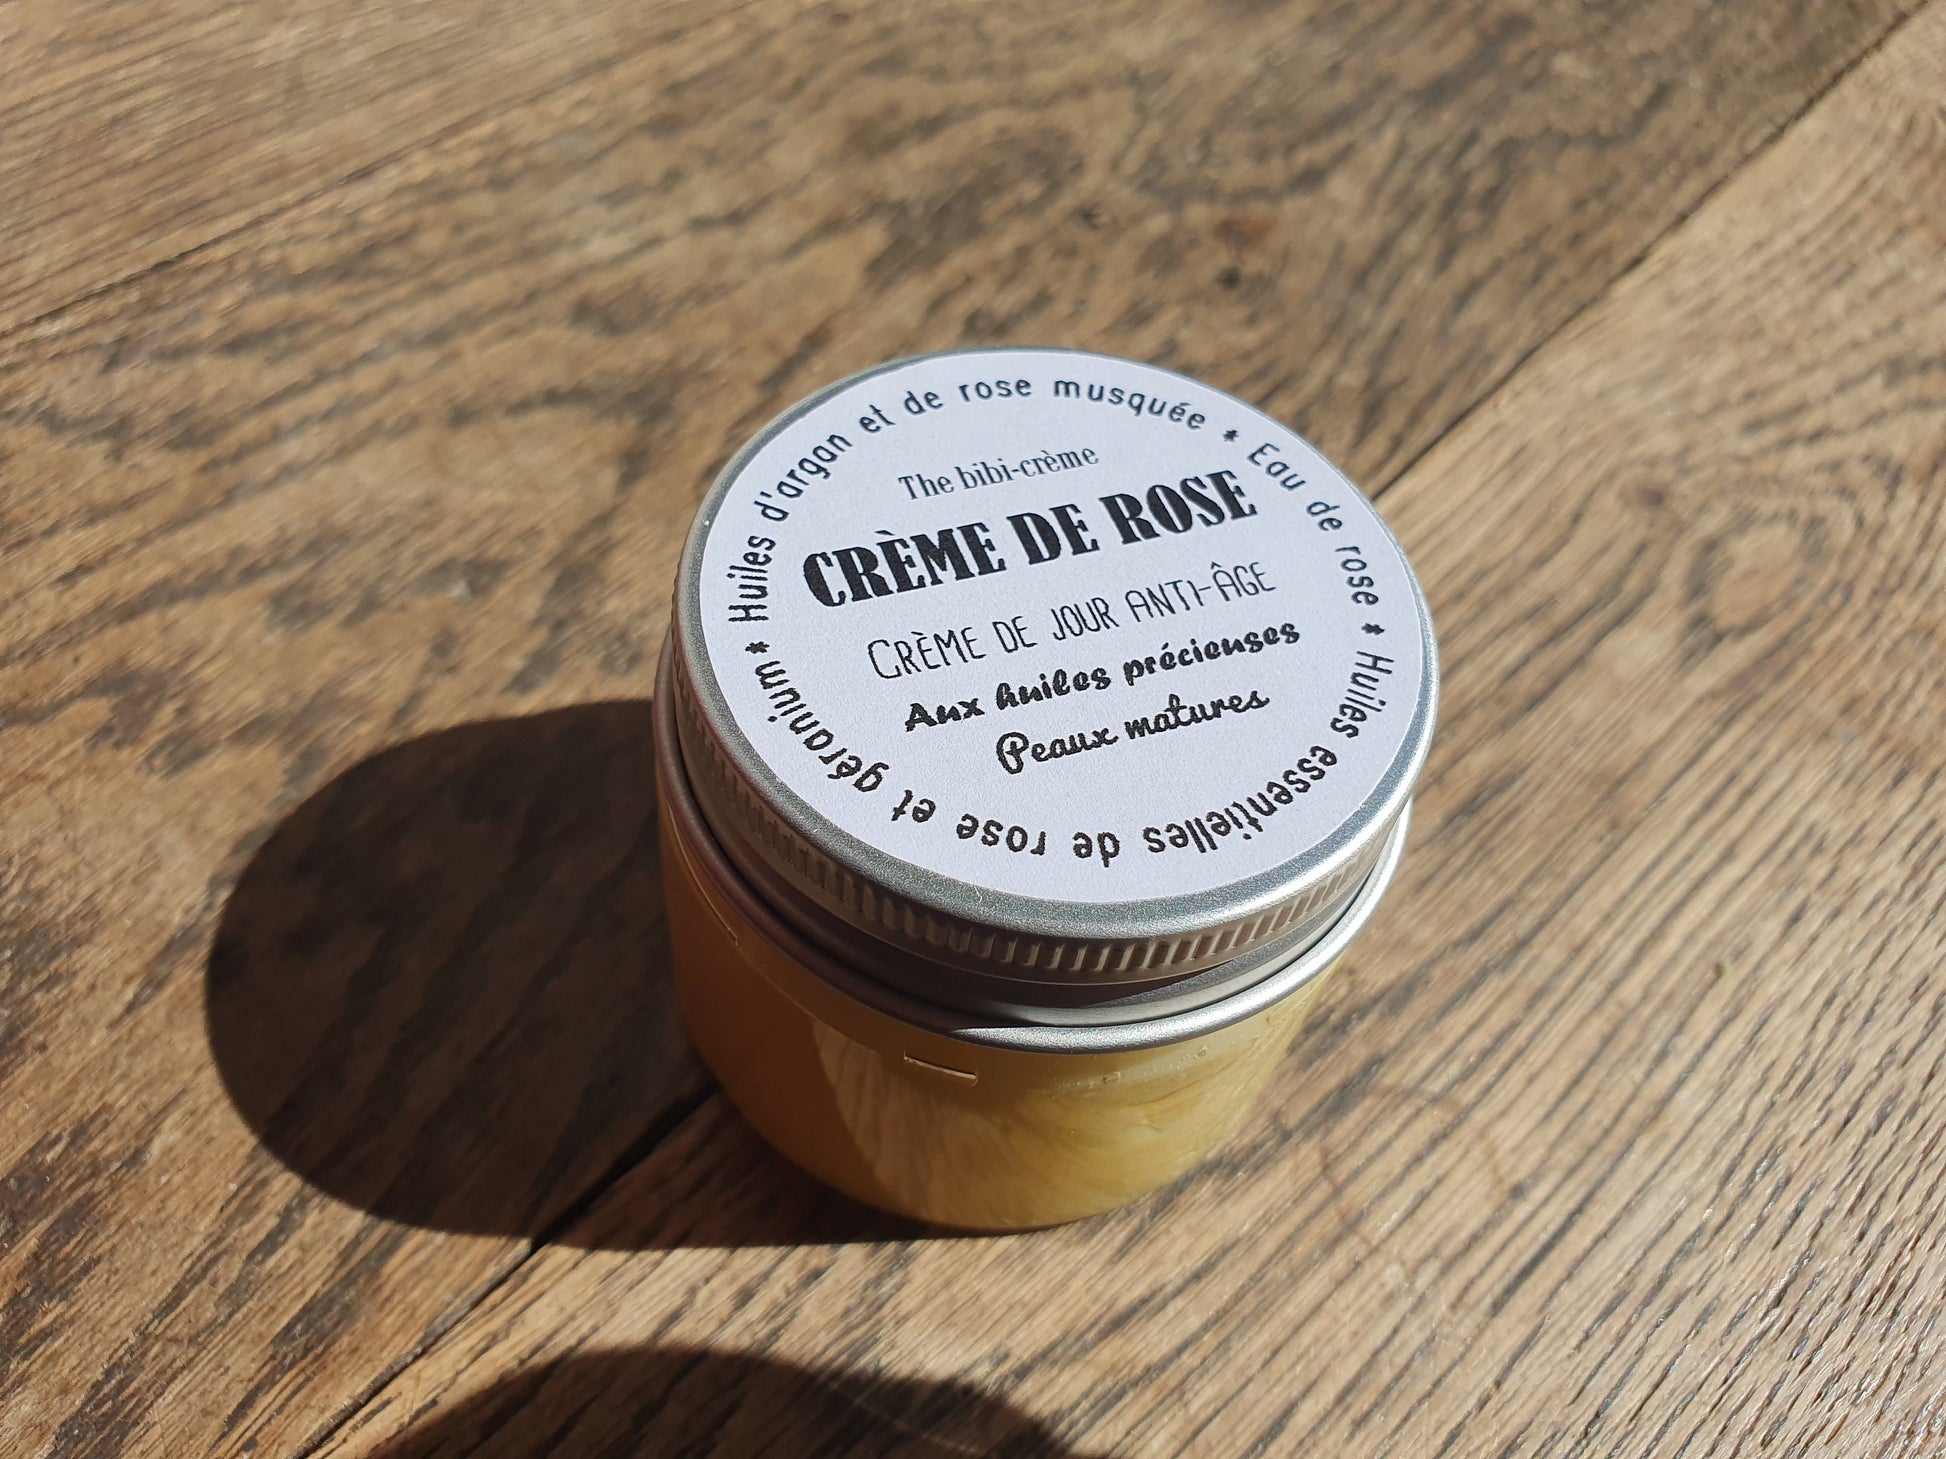 The bibi-crème
CRÈME DE ROSE
CRÈME DE JOUR ANTI-ÂGE
Aux huiles précieuses
Peaux matures
Huiles d'argan et de rose musquée * Eau de rose * Huiles essentielles de rose et géranium *